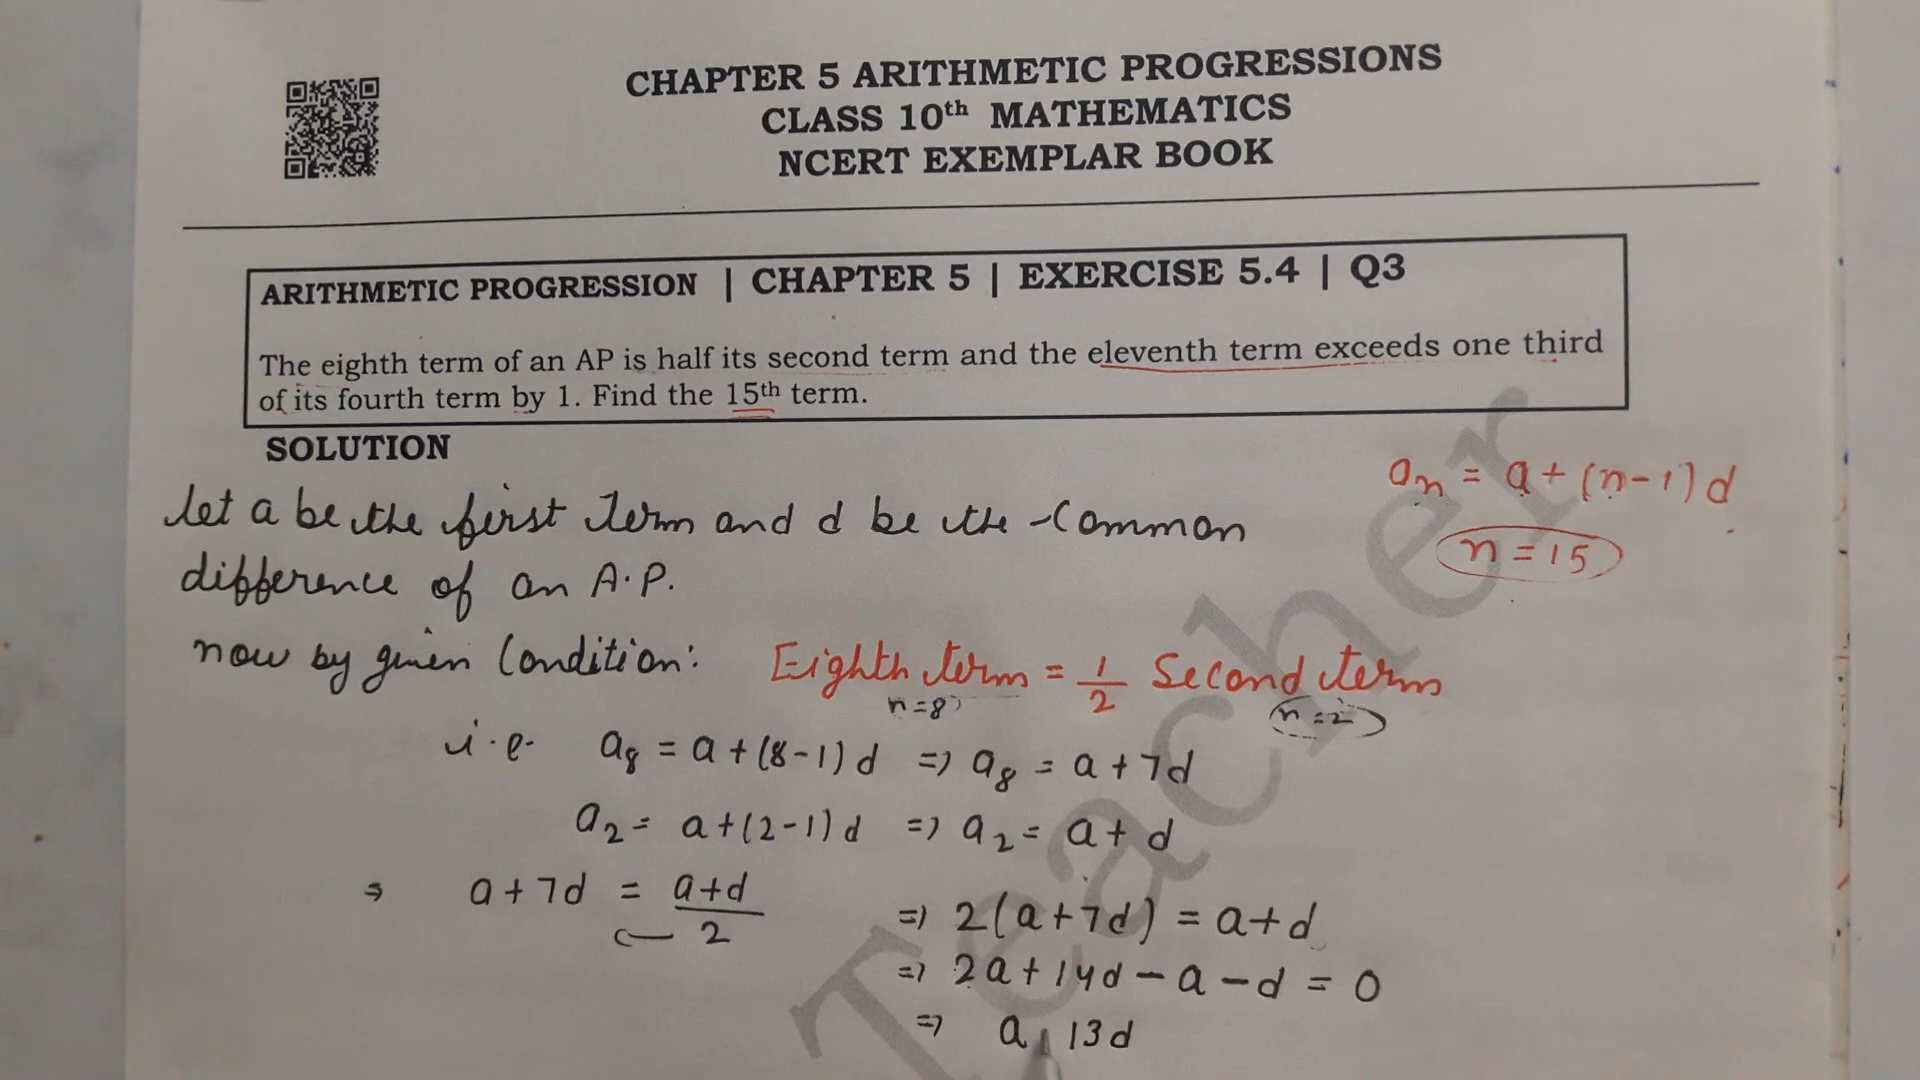 CHAPTER 5 ARITHMETIC PROGRESSIONS
CLASS 10th MATHEMATICS
NCERT EXEMPLAR BOOK
ARITHMETIC PROGRESSION | CHAPTER 5 | EXERCISE 5.4 | Q3
The eighth term of an AP is half its second term and the eleventh term exceeds one third
of its fourth term by 1. Find the 15th term.
SOLUTION
aₙ = a + (n-1)d
n = 15
let a be the first term and d be the common
difference of an A.P.
now by given Condition: Eighth term = 1/2 Second term
n=8 n=2
i.e. a₈ = a + (8-1)d => a₈ = a + 7d
a₂ = a + (2-1)d => a₂ = a + d
=> a + 7d = a+d/2 => 2(a+7d) = a+d
=> 2a + 14d - a - d = 0
=> a 13d
Teacher